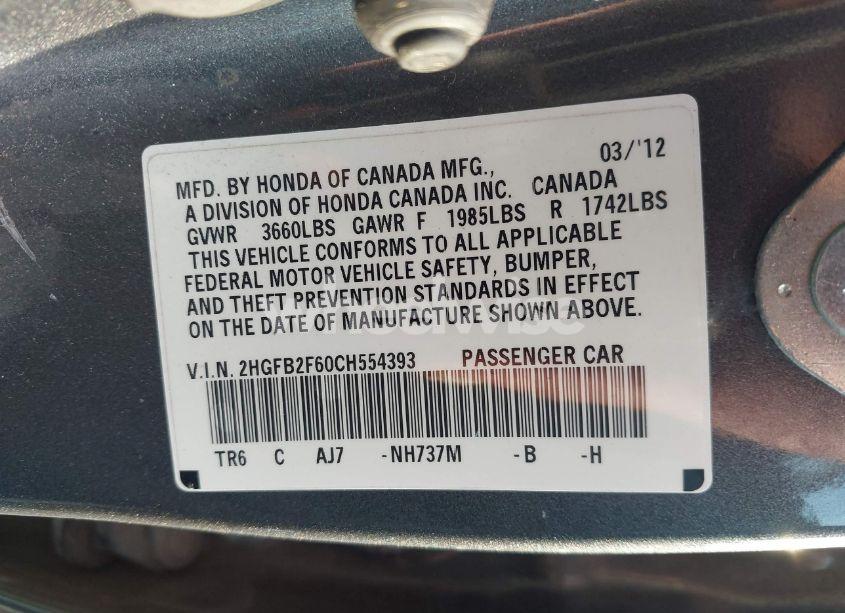 03/'12
MFD. BY HONDA OF CANADA MFG.,
A DIVISION OF HONDA CANADA INC. CANADA
GVWR 3660LBS GAWR F 1985LBS R 1742LBS
THIS VEHICLE CONFORMS TO ALL APPLICABLE
FEDERAL MOTOR VEHICLE SAFETY, BUMPER,
AND THEFT PREVENTION STANDARDS IN EFFECT
ON THE DATE OF MANUFACTURE SHOWN ABOVE.
V.I.N. 2HGFB2F60CH554393 PASSENGER CAR
TR6 C AJ7 -NH737M -B -H